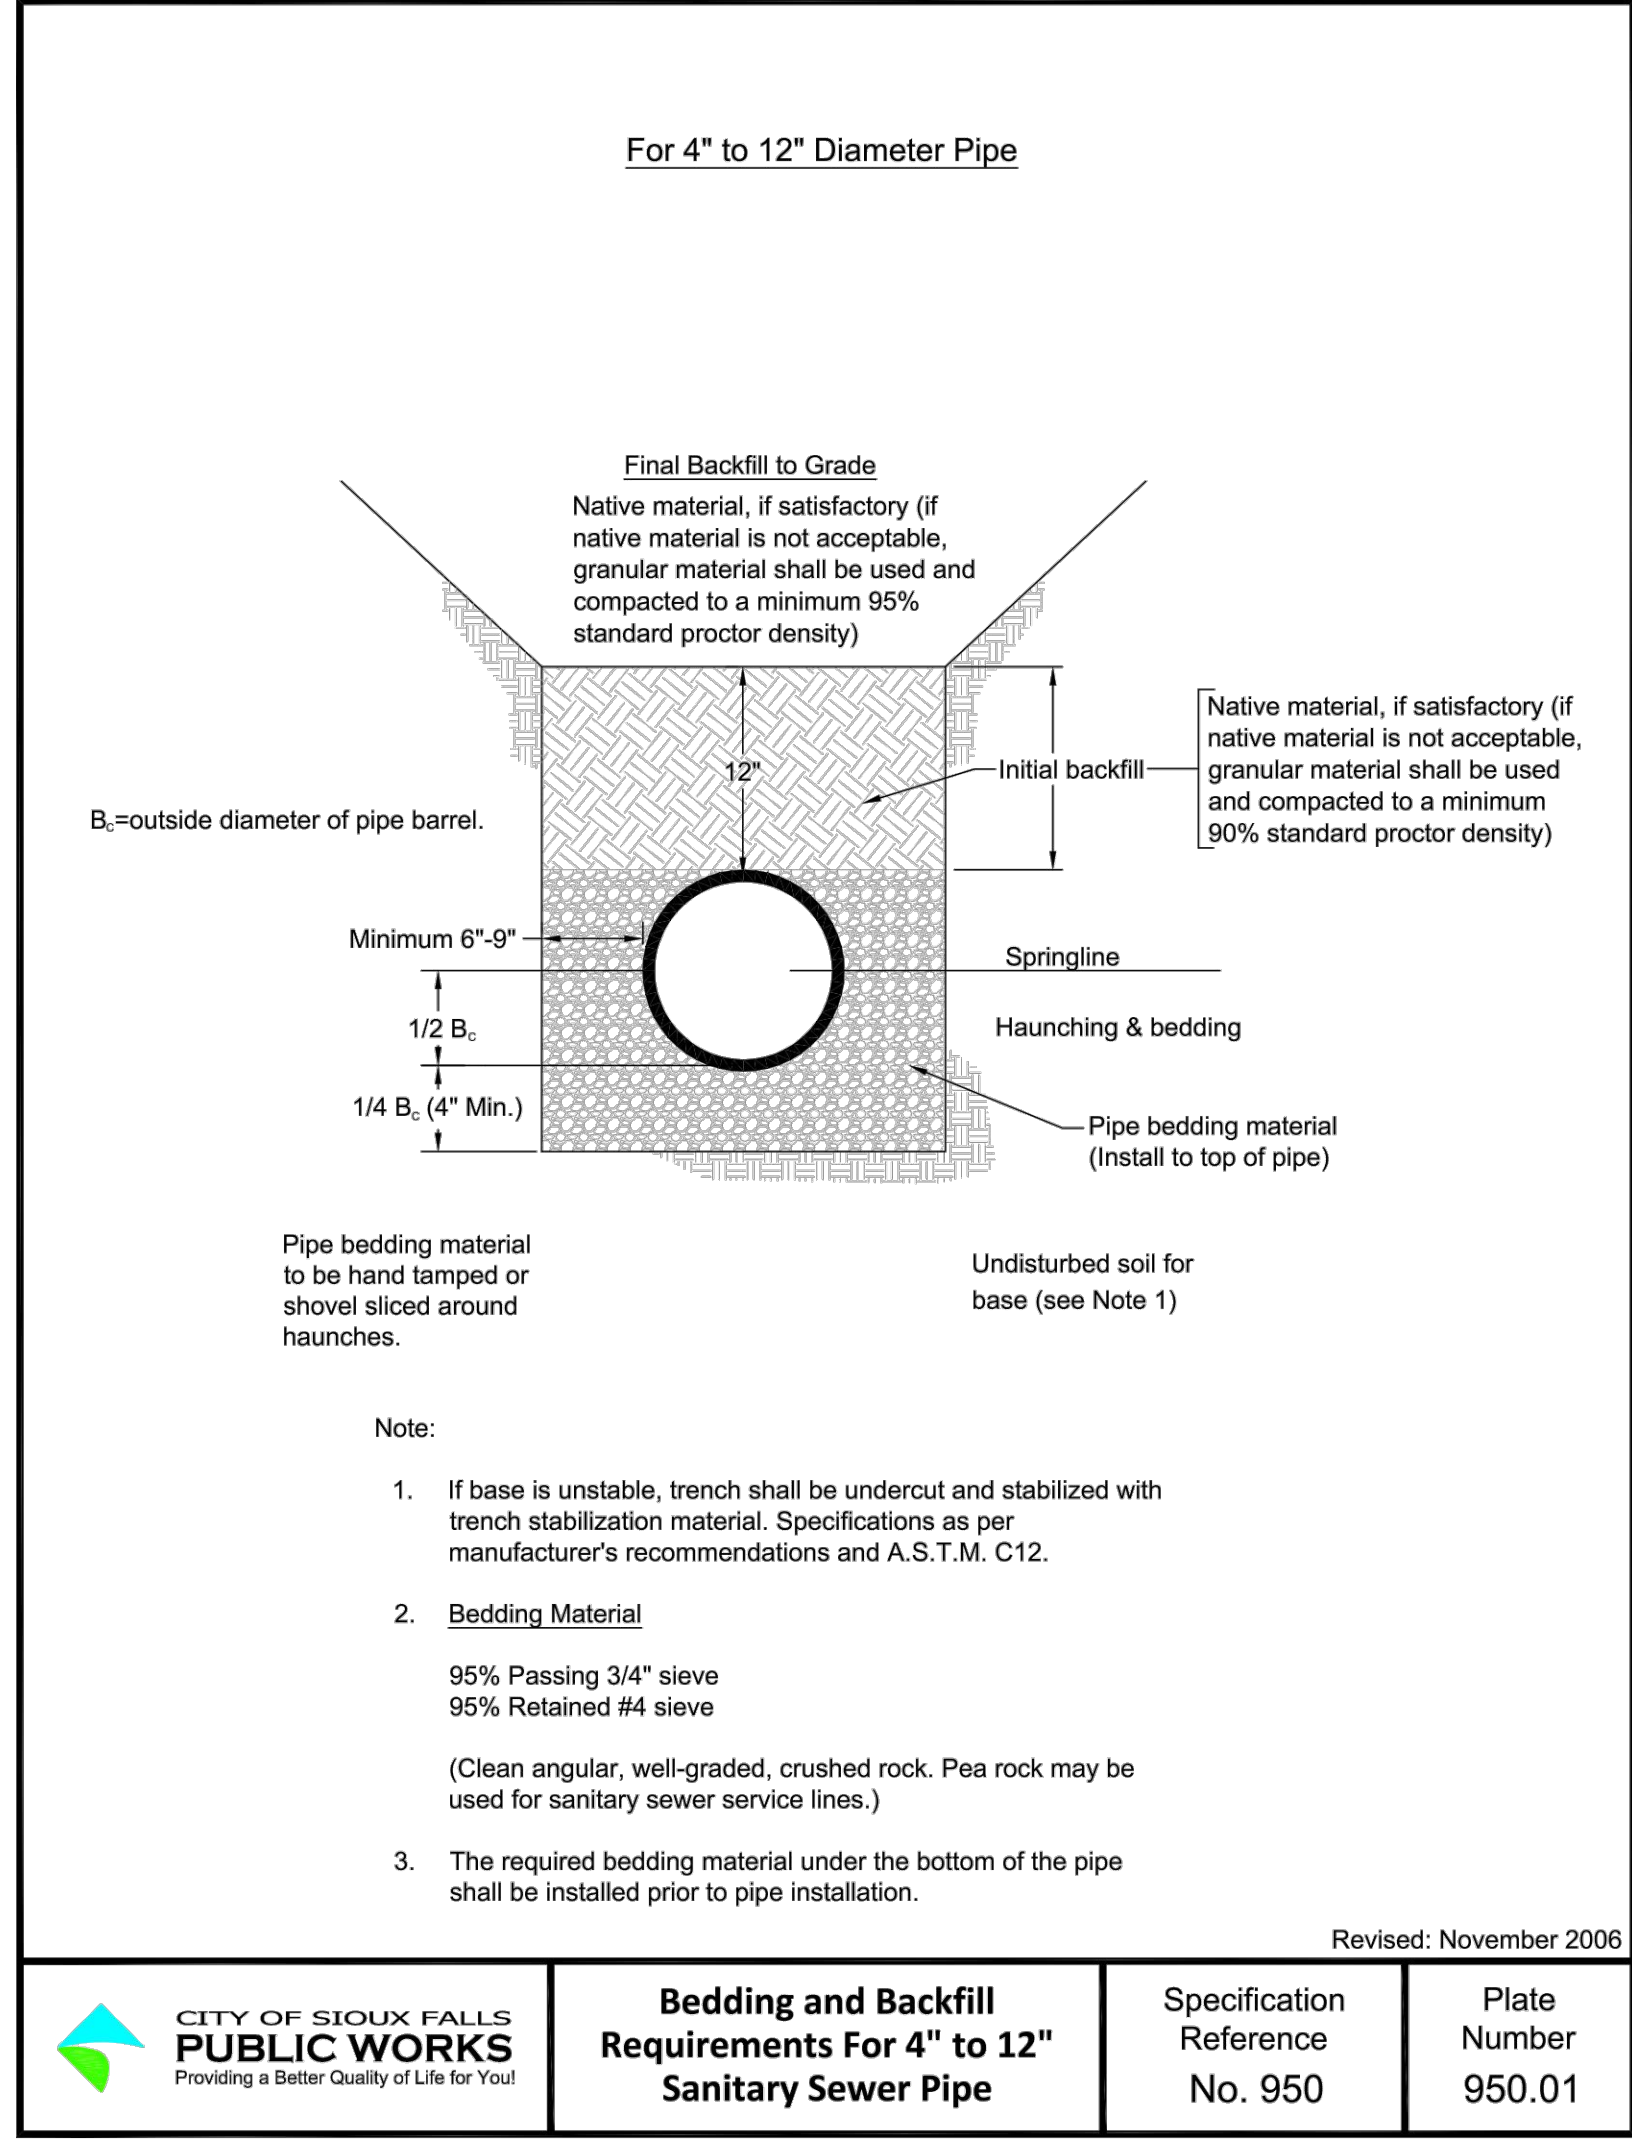 For 4" to 12" Diameter Pipe
Final Backfill to Grade
Native material, if satisfactory (if
native material is not acceptable,
granular material shall be used and
compacted to a minimum 95%
standard proctor density)
12"
Initial backfill
Native material, if satisfactory (if
native material is not acceptable,
granular material shall be used
and compacted to a minimum
90% standard proctor density)
Bc=outside diameter of pipe barrel.
Minimum 6"-9"
Springline
1/2 Bc
Haunching & bedding
1/4 Bc (4" Min.)
Pipe bedding material
(Install to top of pipe)
Pipe bedding material
to be hand tamped or
shovel sliced around
haunches.
Undisturbed soil for
base (see Note 1)
Note:
1. If base is unstable, trench shall be undercut and stabilized with
trench stabilization material. Specifications as per
manufacturer's recommendations and A.S.T.M. C12.
2. Bedding Material
95% Passing 3/4" sieve
95% Retained #4 sieve
(Clean angular, well-graded, crushed rock. Pea rock may be
used for sanitary sewer service lines.)
3. The required bedding material under the bottom of the pipe
shall be installed prior to pipe installation.
Revised: November 2006
CITY OF SIOUX FALLS
PUBLIC WORKS
Providing a Better Quality of Life for You!
Bedding and Backfill
Requirements For 4" to 12"
Sanitary Sewer Pipe
Specification
Reference
No. 950
Plate
Number
950.01